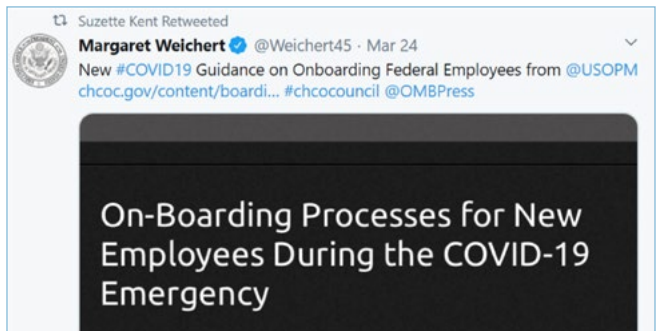 Suzette Kent Retweeted
Margaret Weichert @Weichert45 · Mar 24
New #COVID19 Guidance on Onboarding Federal Employees from @USOPM
chcoc.gov/content/boardi... #chcocouncil @OMBPress
On-Boarding Processes for New
Employees During the COVID-19
Emergency